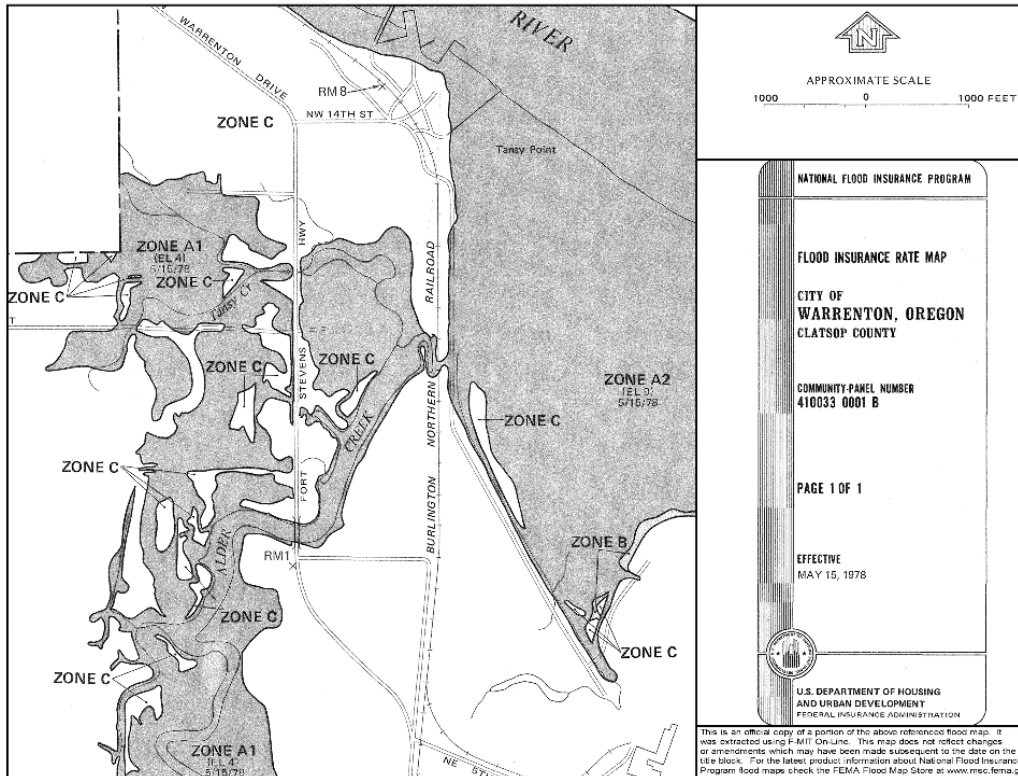 RIVER
WARRENTON DRIVE
RM 8
NW 14TH ST
ZONE C
Tansy Point
HWY
ZONE A1
(EL 4)
5/15/78
ZONE C
ZONE C
Tansy Cr
RAILROAD
ZONE C
ZONE C
STEVENS
ZONE A2
5/15/78
ZONE C
CREEK
NORTHERN
ZONE C
FORT
BURLINGTON
ALDER
RM1
ZONE B
ZONE C
ZONE C
ZONE C
ZONE A1
5/15/78
NE 5TH
N
APPROXIMATE SCALE
1000 0 1000 FEET
NATIONAL FLOOD INSURANCE PROGRAM
FLOOD INSURANCE RATE MAP
CITY OF
WARRENTON, OREGON
CLATSOP COUNTY
COMMUNITY-PANEL NUMBER
410033 0001 B
PAGE 1 OF 1
EFFECTIVE
MAY 15, 1978
U.S. DEPARTMENT OF HOUSING
AND URBAN DEVELOPMENT
FEDERAL INSURANCE ADMINISTRATION
This is an official copy of a portion of the above referenced flood map. It
was extracted using F-MIT On-Line. This map does not reflect changes
or amendments which may have been made subsequent to the date on the
title block. For the latest product information about National Flood Insurance
Program flood maps check the FEMA Flood Map Store at www.msc.fema.g